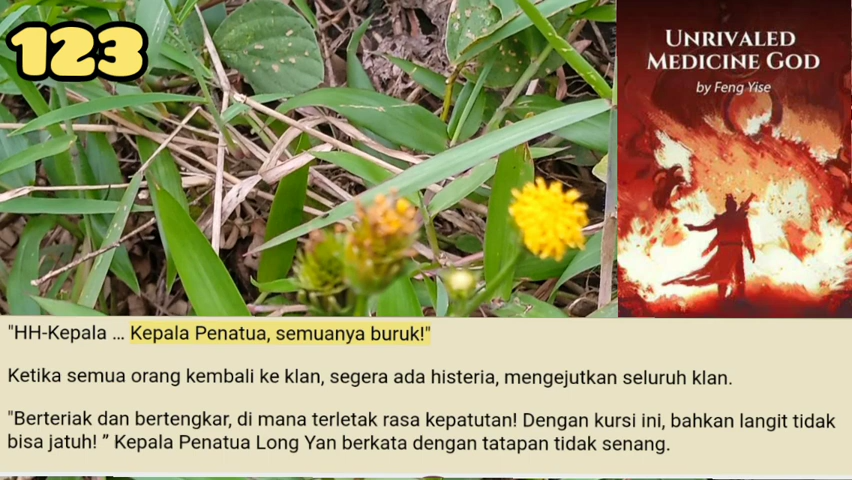 123
UNRIVALED
MEDICINE GOD
by Feng Yise
"HH-Kepala ... Kepala Penatua, semuanya buruk!"
Ketika semua orang kembali ke klan, segera ada histeria, mengejutkan seluruh klan.
"Berteriak dan bertengkar, di mana terletak rasa kepatutan! Dengan kursi ini, bahkan langit tidak
bisa jatuh! ” Kepala Penatua Long Yan berkata dengan tatapan tidak senang.